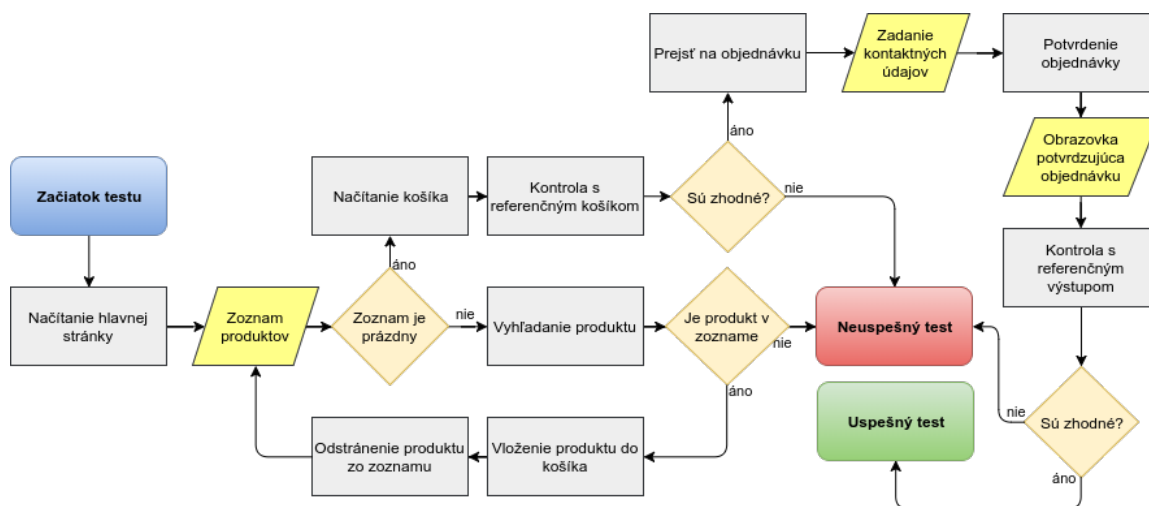 Prejsť na objednávku
Zadanie
kontaktných
údajov
Potvrdenie
objednávky
áno
Obrazovka
potvrdzujúca
objednávku
Začiatok testu
Načítanie košíka
Kontrola s
referenčným košíkom
Sú zhodné?
nie
Kontrola s
referenčným
výstupom
áno
Načítanie hlavnej
stránky
Zoznam
produktov
Zoznam je
prázdny
nie
Vyhľadanie produktu
Je produkt v
zozname
nie
Neuspešný test
áno
Odstránenie produktu
zo zoznamu
Vloženie produktu do
košíka
Uspešný test
nie
Sú zhodné?
áno